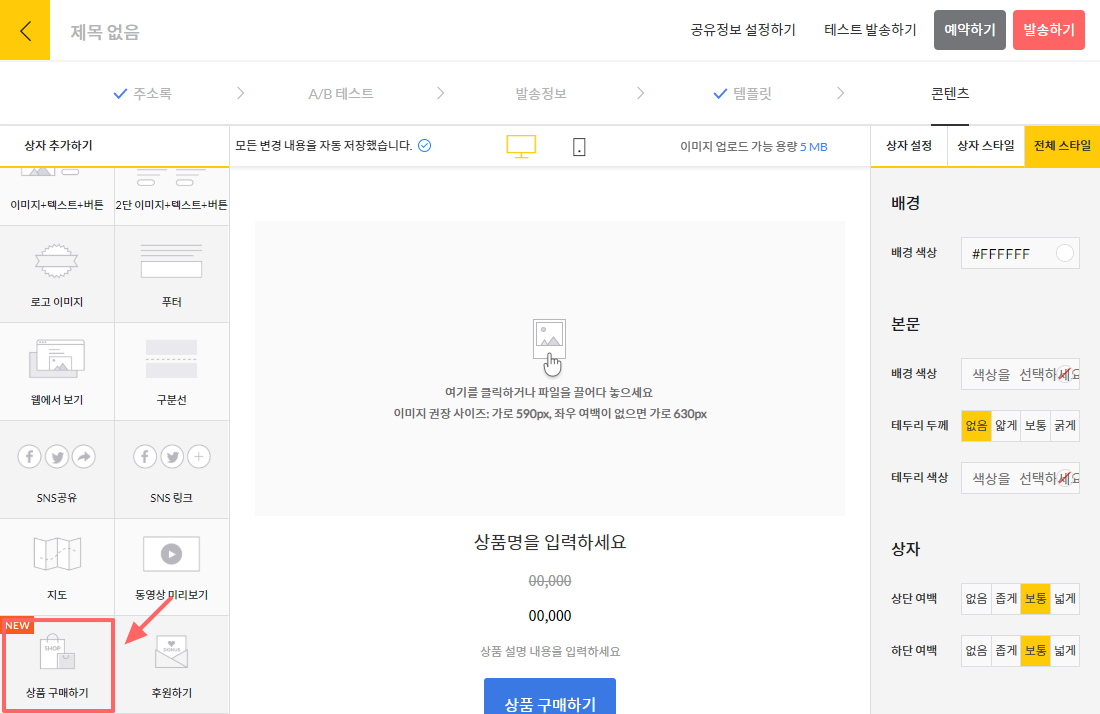 제목 없음
공유정보 설정하기
테스트 발송하기
예약하기
발송하기
주소록
A/B 테스트
발송정보
템플릿
콘텐츠
상자 추가하기
모든 변경 내용을 자동 저장했습니다.
이미지 업로드 가능 용량 5 MB
상자 설정
상자 스타일
전체 스타일
이미지+텍스트+버튼
2단 이미지+텍스트+버튼
로고 이미지
푸터
웹에서 보기
구분선
SNS공유
SNS 링크
지도
동영상 미리보기
NEW
SHOP
상품 구매하기
DONUS
후원하기
여기를 클릭하거나 파일을 끌어다 놓으세요
이미지 권장 사이즈: 가로 590px, 좌우 여백이 없으면 가로 630px
상품명을 입력하세요
00,000
00,000
상품 설명 내용을 입력하세요
상품 구매하기
배경
배경 색상
#FFFFFF
본문
배경 색상
색상을 선택하세요
테두리 두께
없음
얇게
보통
굵게
테두리 색상
색상을 선택하세요
상자
상단 여백
없음
좁게
보통
넓게
하단 여백
없음
좁게
보통
넓게